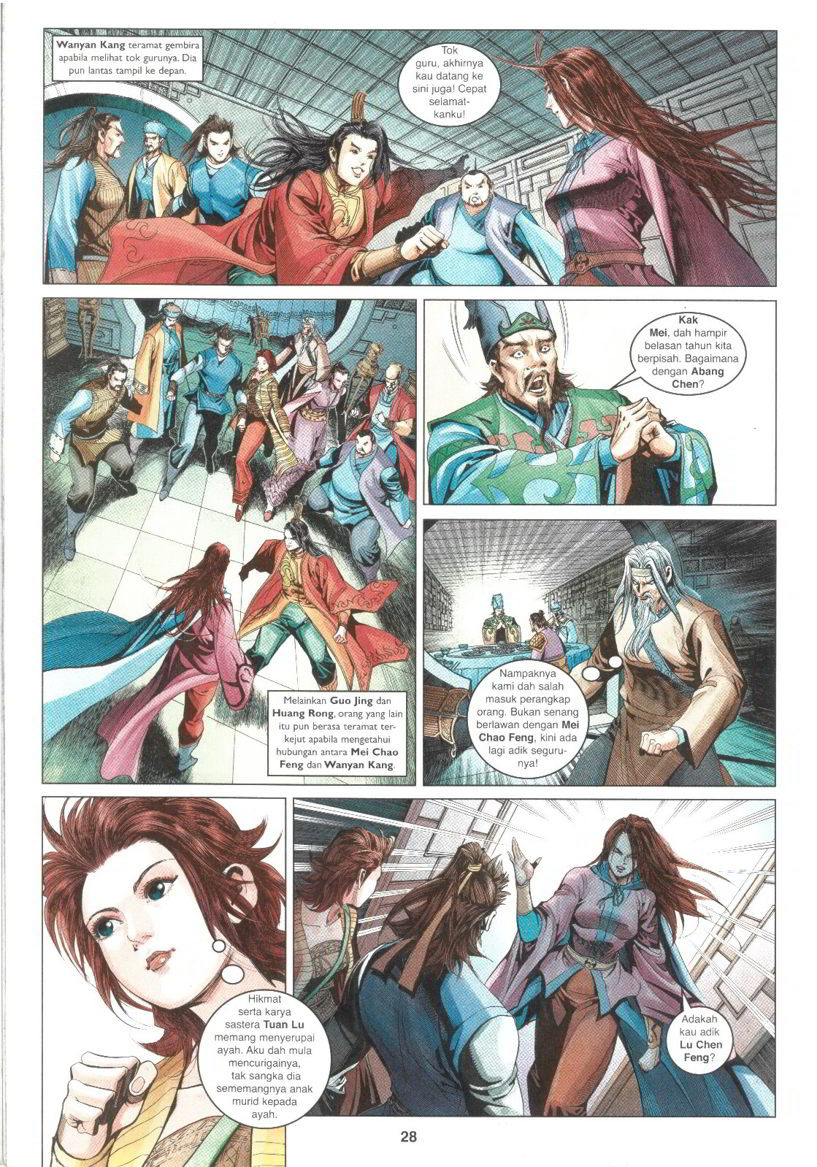 Wanyan Kang teramat gembira
apabila melihat tok gurunya. Dia
pun lantas tampil ke depan.
Tok
guru, akhirnya
kau datang ke
sini juga! Cepat
selamat-
kanku!
Melainkan Guo Jing dan
Huang Rong, orang yang lain
itu pun berasa teramat ter-
kejut apabila mengetahui
hubungan antara Mei Chao
Feng dan Wanyan Kang.
Kak
Mei, dah hampir
belasan tahun kita
berpisah. Bagaimana
dengan Abang
Chen?
Nampaknya
kami dah salah
masuk perangkap
orang. Bukan senang
berlawan dengan Mei
Chao Feng, kini ada
lagi adik seguru-
nya!
Hikmat
serta karya
sastera Tuan Lu
memang menyerupai
ayah. Aku dah mula
mencurigainya,
tak sangka dia
sememangnya anak
murid kepada
ayah.
Adakah
kau adik
Lu Chen
Feng?
28